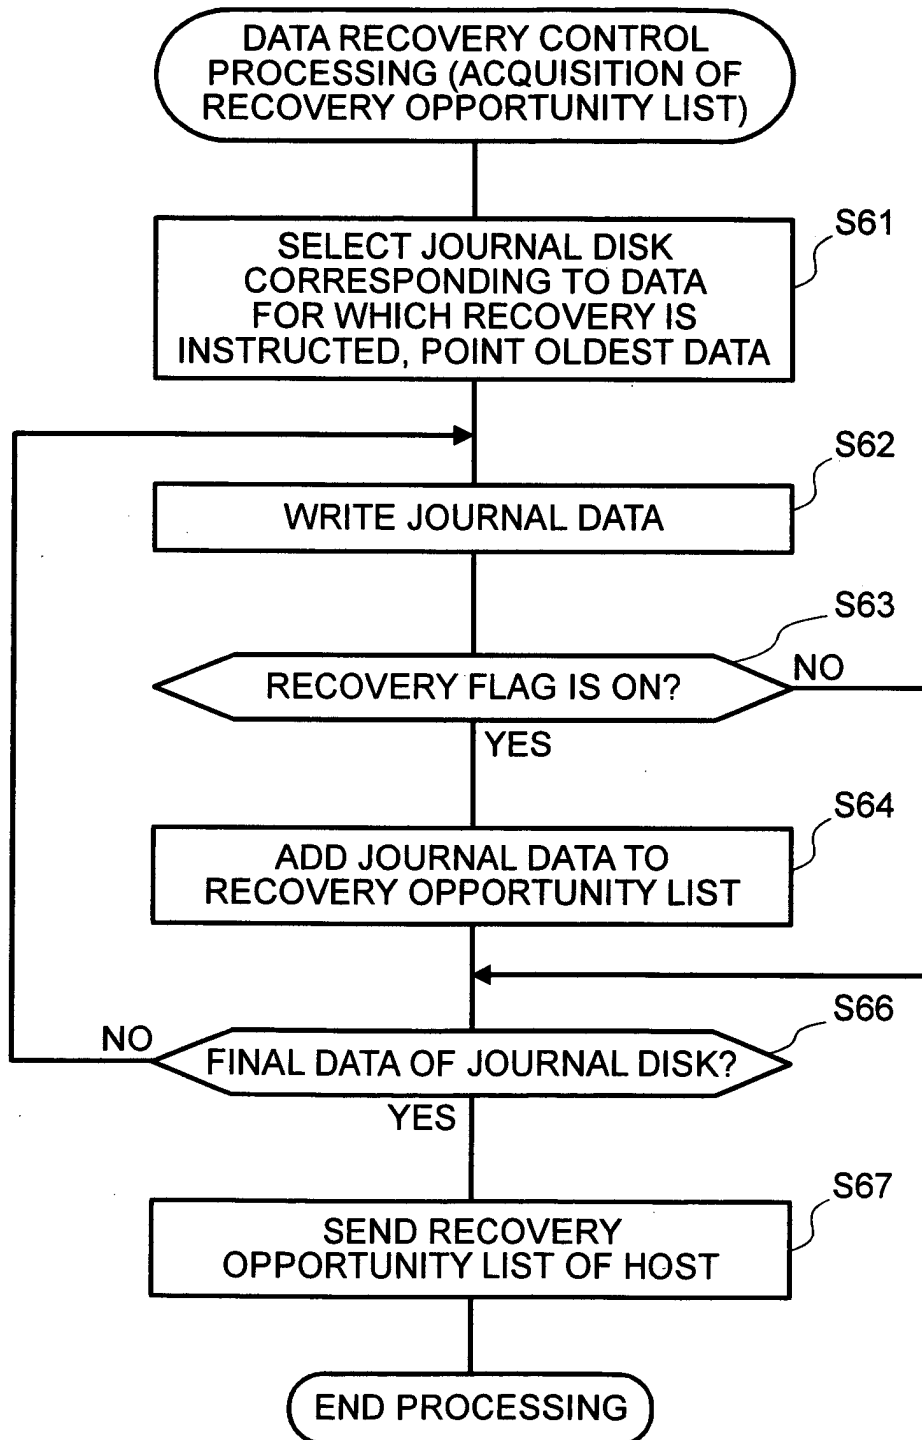 DATA RECOVERY CONTROL
PROCESSING (ACQUISITION OF
RECOVERY OPPORTUNITY LIST)
S61
SELECT JOURNAL DISK
CORRESPONDING TO DATA
FOR WHICH RECOVERY IS
INSTRUCTED, POINT OLDEST DATA
S62
WRITE JOURNAL DATA
S63
RECOVERY FLAG IS ON?
NO
YES
S64
ADD JOURNAL DATA TO
RECOVERY OPPORTUNITY LIST
S66
NO
FINAL DATA OF JOURNAL DISK?
YES
S67
SEND RECOVERY
OPPORTUNITY LIST OF HOST
END PROCESSING